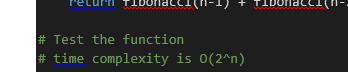 return fibonacci(n-1) + fibonacci(n-
# Test the function
# time complexity is O(2^n)